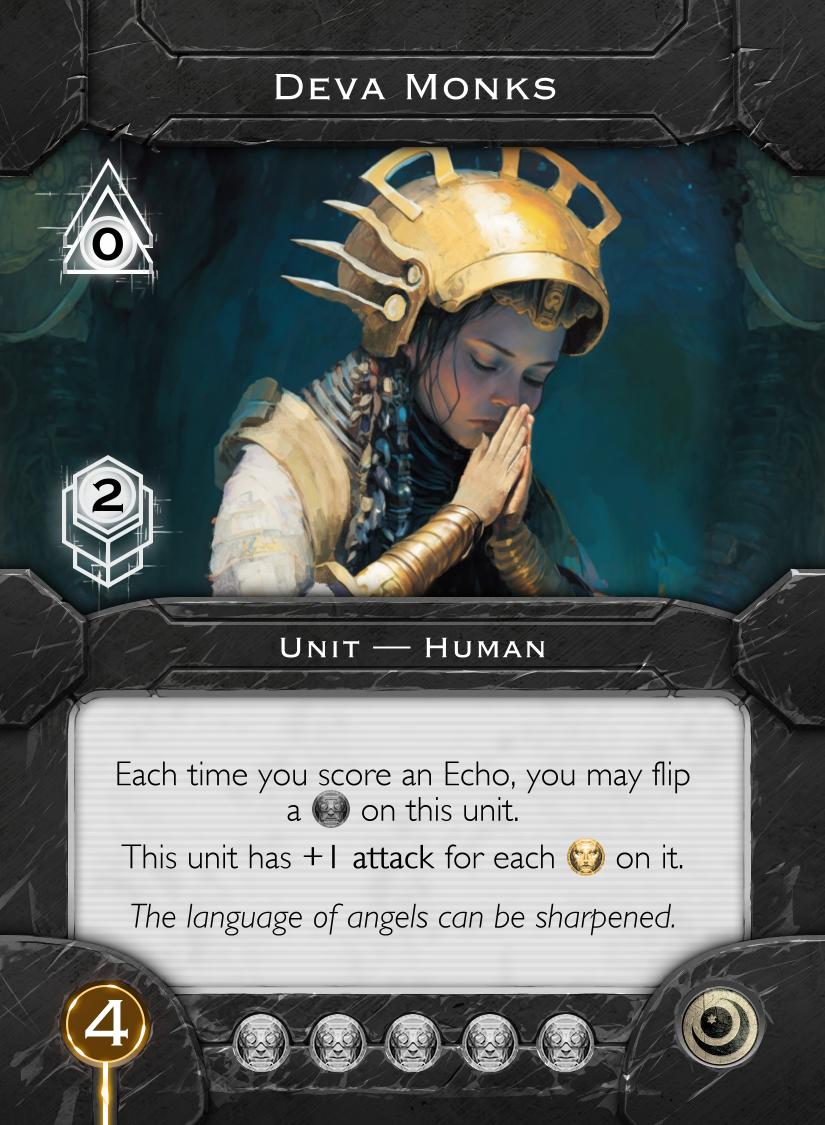 Deva Monks
0
2
Unit — Human
Each time you score an Echo, you may flip
a on this unit.
This unit has +1 attack for each on it.
The language of angels can be sharpened.
4